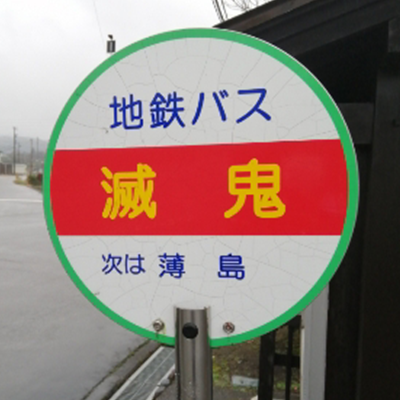 地鉄バス
滅鬼
次は 薄島